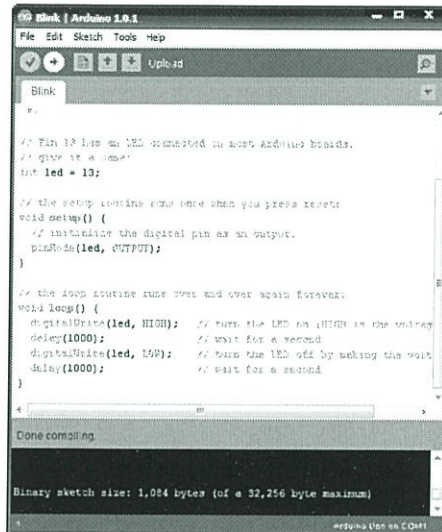 Blink | Arduino 1.0.1
File Edit Sketch Tools Help
Upload
Blink
*/
// Pin 13 has an LED connected on most Arduino boards.
// give it a name:
int led = 13;
// the setup routine runs once when you press reset:
void setup() {
// initialize the digital pin as an output.
pinMode(led, OUTPUT);
}
// the loop routine runs over and over again forever:
void loop() {
digitalWrite(led, HIGH); // turn the LED on (HIGH is the voltag
delay(1000); // wait for a second
digitalWrite(led, LOW); // turn the LED off by making the volt
delay(1000); // wait for a second
}
Done compiling.
Binary sketch size: 1,084 bytes (of a 32,256 byte maximum)
Arduino Uno on COM1